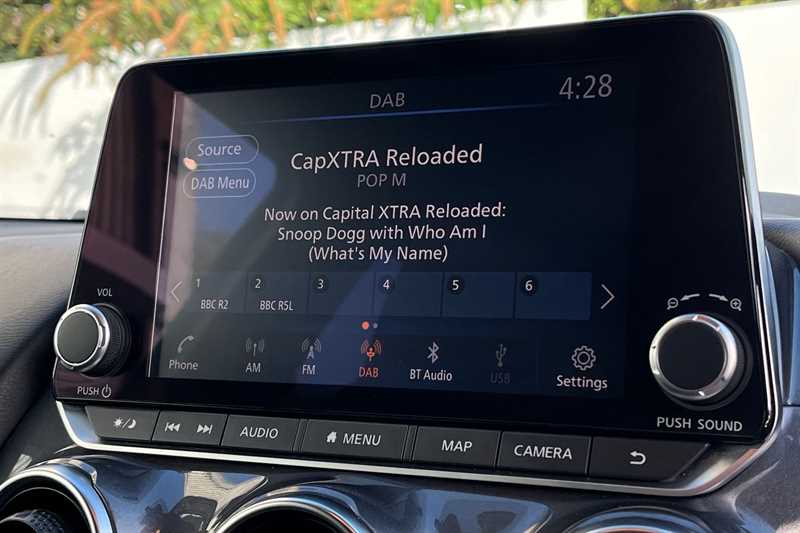 DAB
4:28
Source
CapXTRA Reloaded
DAB Menu
POP M
Now on Capital XTRA Reloaded:
Snoop Dogg with Who Am I
(What's My Name)
1 2 3 4 5 6
BBC R2 BBC R5L
VOL
Phone AM FM DAB BT Audio USB Settings
PUSH
PUSH SOUND
AUDIO MENU MAP CAMERA